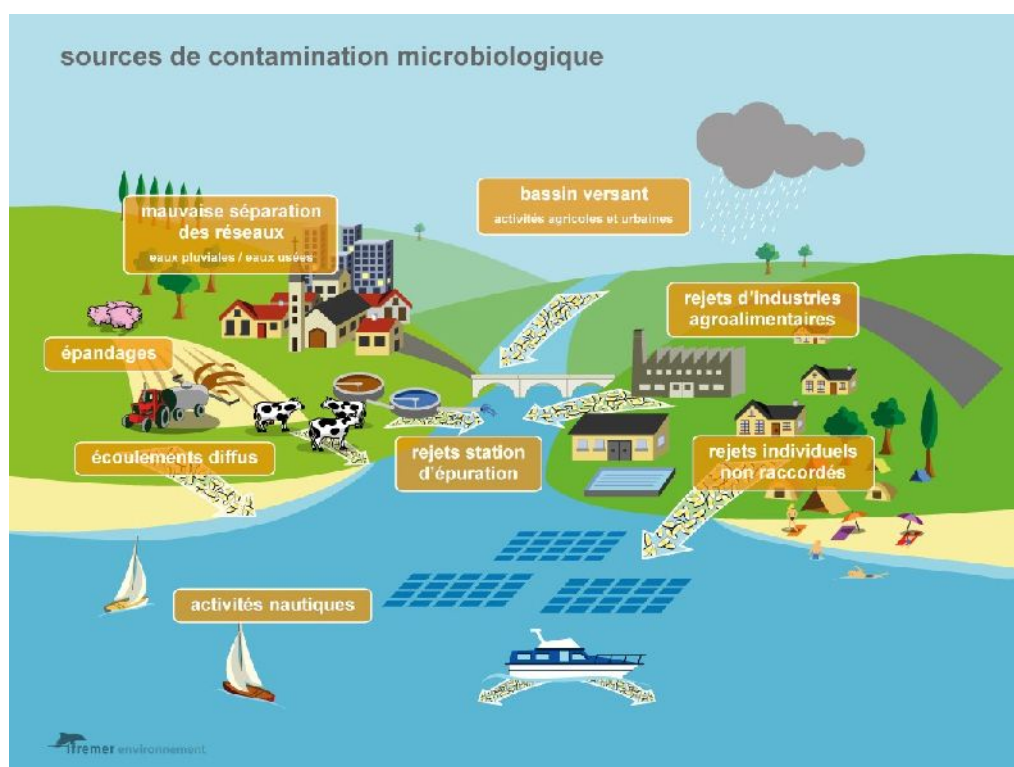 sources de contamination microbiologique
bassin versant
activités agricoles et urbaines
mauvaise séparation
des réseaux
eaux pluviales / eaux usées
rejets d'Industries
agroalimentaires
épandages
écoulements diffus
rejets station
d'épuration
rejets individuels
non raccordés
activités nautiques
Ifremer environnement